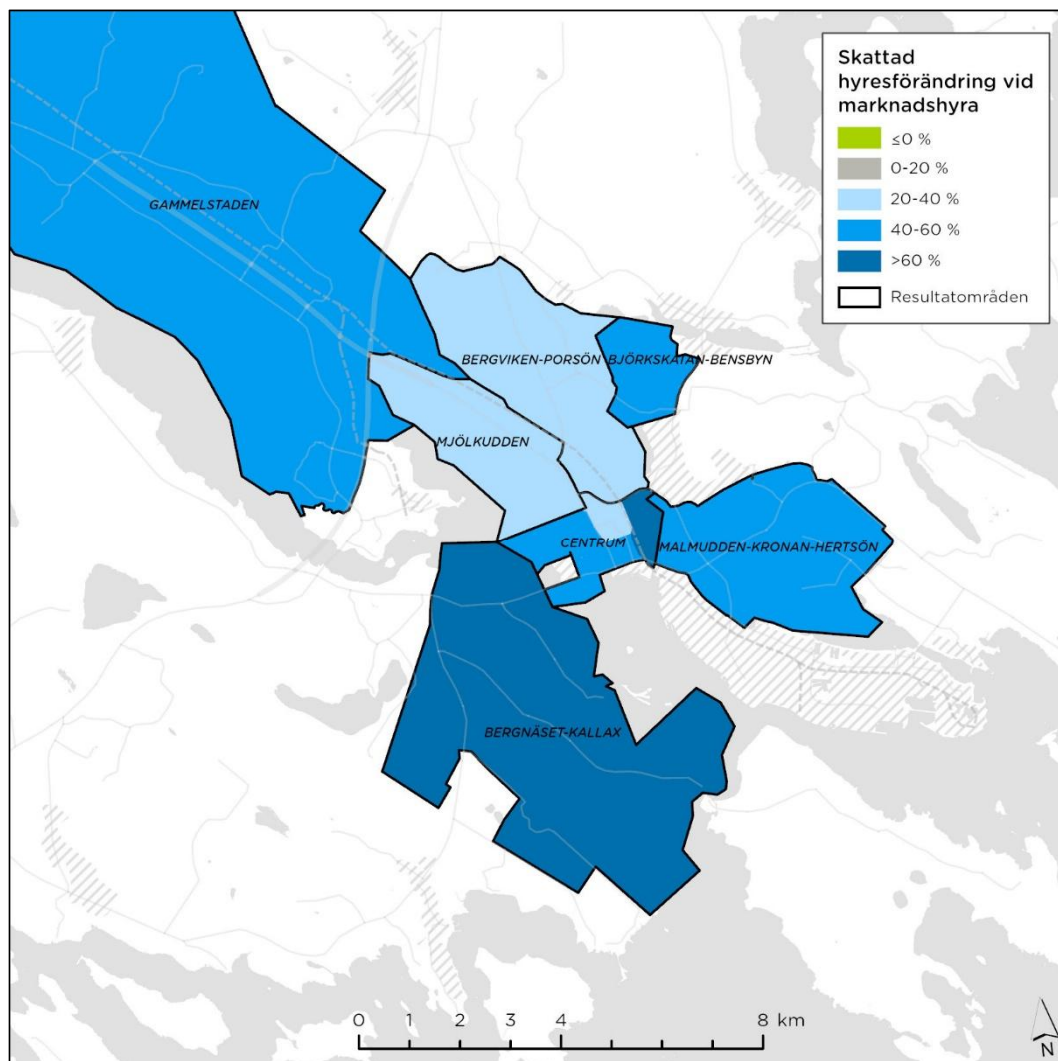 Skattad
hyresförändring vid
marknadshyra
≤0 %
0-20 %
20-40 %
40-60 %
>60 %
Resultatområden
GAMMELSTADEN
BERGVIKEN-PORSÖN
BJÖRKSKATAN-BENSBYN
MJÖLKUDDEN
CENTRUM
MALMUDDEN-KRONAN-HERTSÖN
BERGNÄSET-KALLAX
0 1 2 3 4 8 km
N